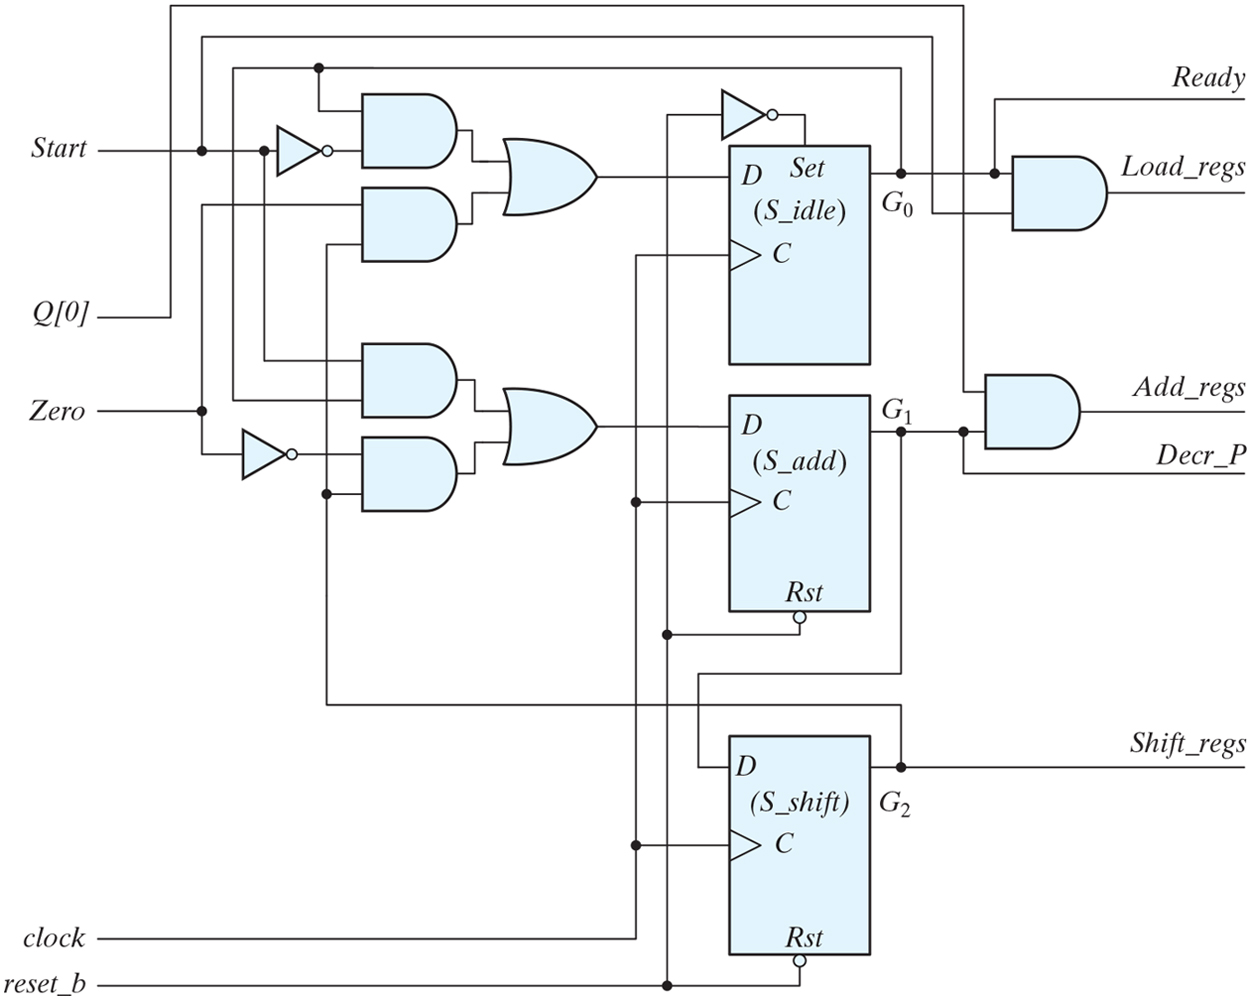 Ready
Start
Load_regs
D
Set
(S_idle)
G0
C
Q[0]
Add_regs
Zero
G1
D
(S_add)
Decr_P
C
Rst
Shift_regs
D
(S_shift)
G2
C
clock
Rst
reset_b